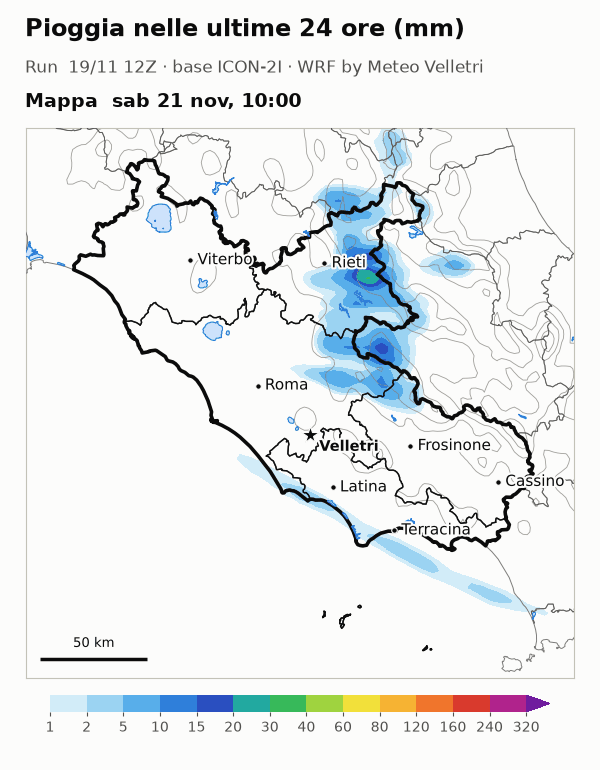 Pioggia nelle ultime 24 ore (mm)
Run  19/11 12Z · base ICON-2I · WRF by Meteo Velletri
Mappa  sab 21 nov, 10:00
Viterbo
Rieti
Roma
Velletri
Frosinone
Latina
Cassino
Terracina
50 km
1 2 5 10 15 20 30 40 60 80 120 160 240 320